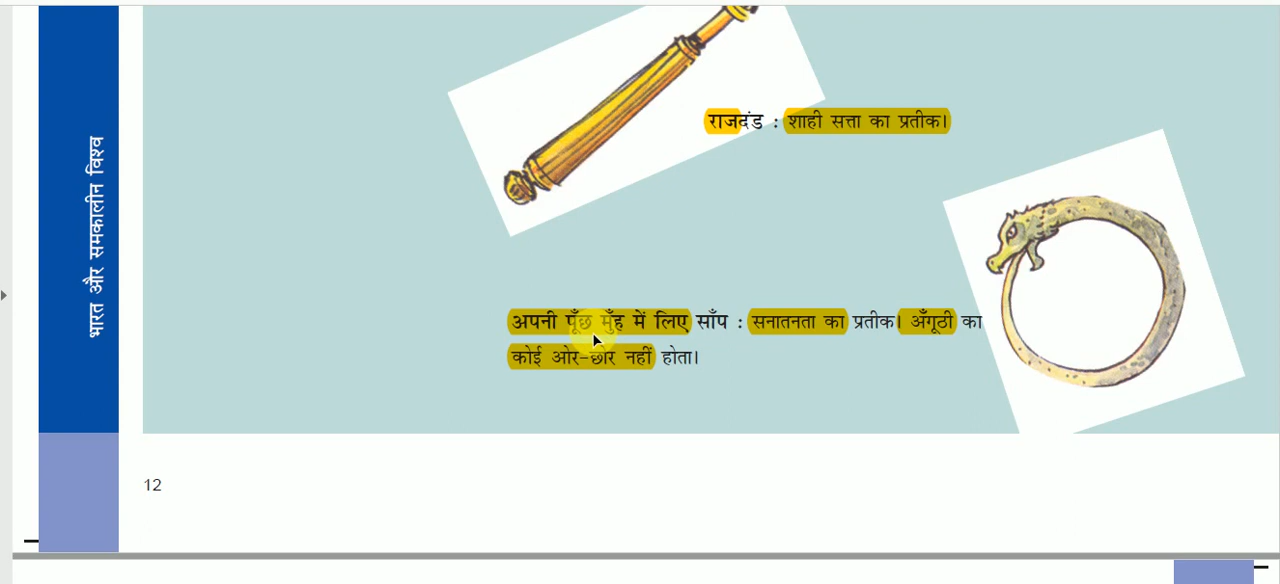 भारत और समकालीन विश्व
राजदंड : शाही सत्ता का प्रतीक।
अपनी पूँछ मुँह में लिए साँप : सनातनता का प्रतीक। अँगूठी का
कोई ओर-छोर नहीं होता।
12